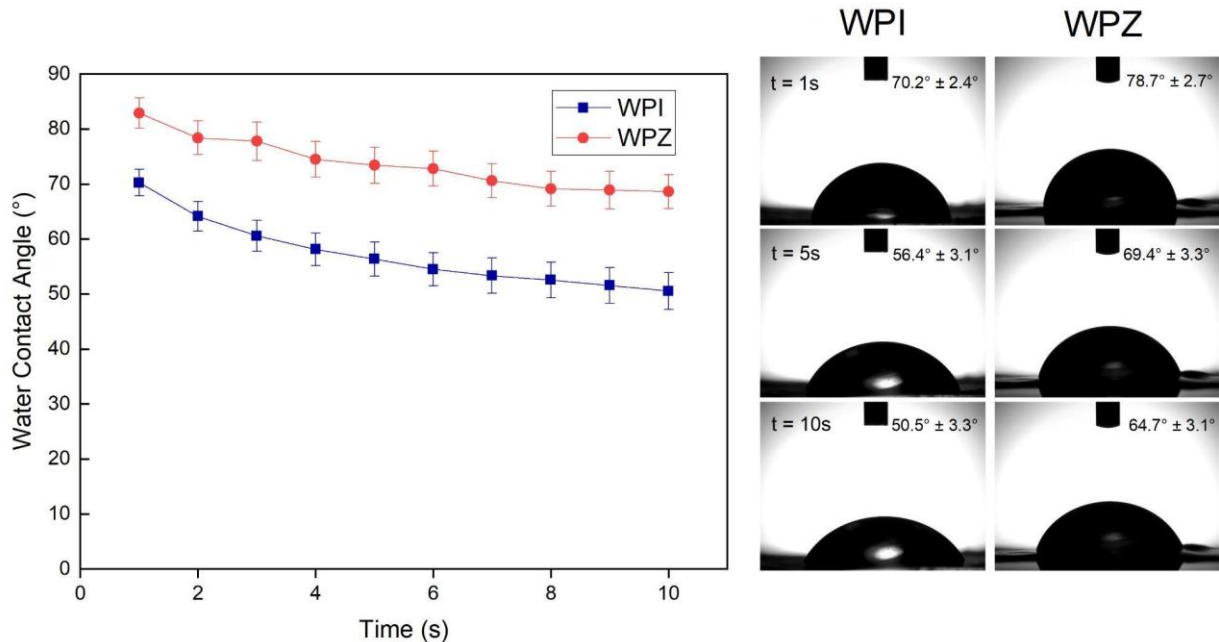 Water Contact Angle (°)
90
80
70
60
50
40
30
20
10
0
0 2 4 6 8 10
Time (s)
WPI
WPZ
WPI WPZ
t = 1s 70.2° ± 2.4° 78.7° ± 2.7°
t = 5s 56.4° ± 3.1° 69.4° ± 3.3°
t = 10s 50.5° ± 3.3° 64.7° ± 3.1°